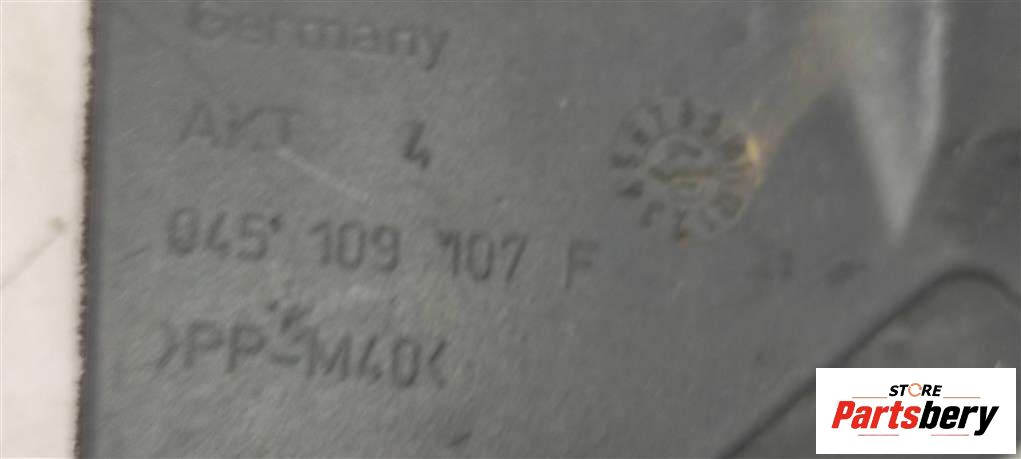 Germany
AKT 4
045 109 107 F
>PP-M40<
STORE
Partsbery